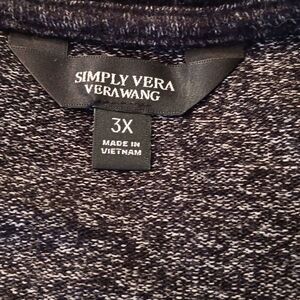 SIMPLY VERA
VERAWANG
3X
MADE IN
VIETNAM